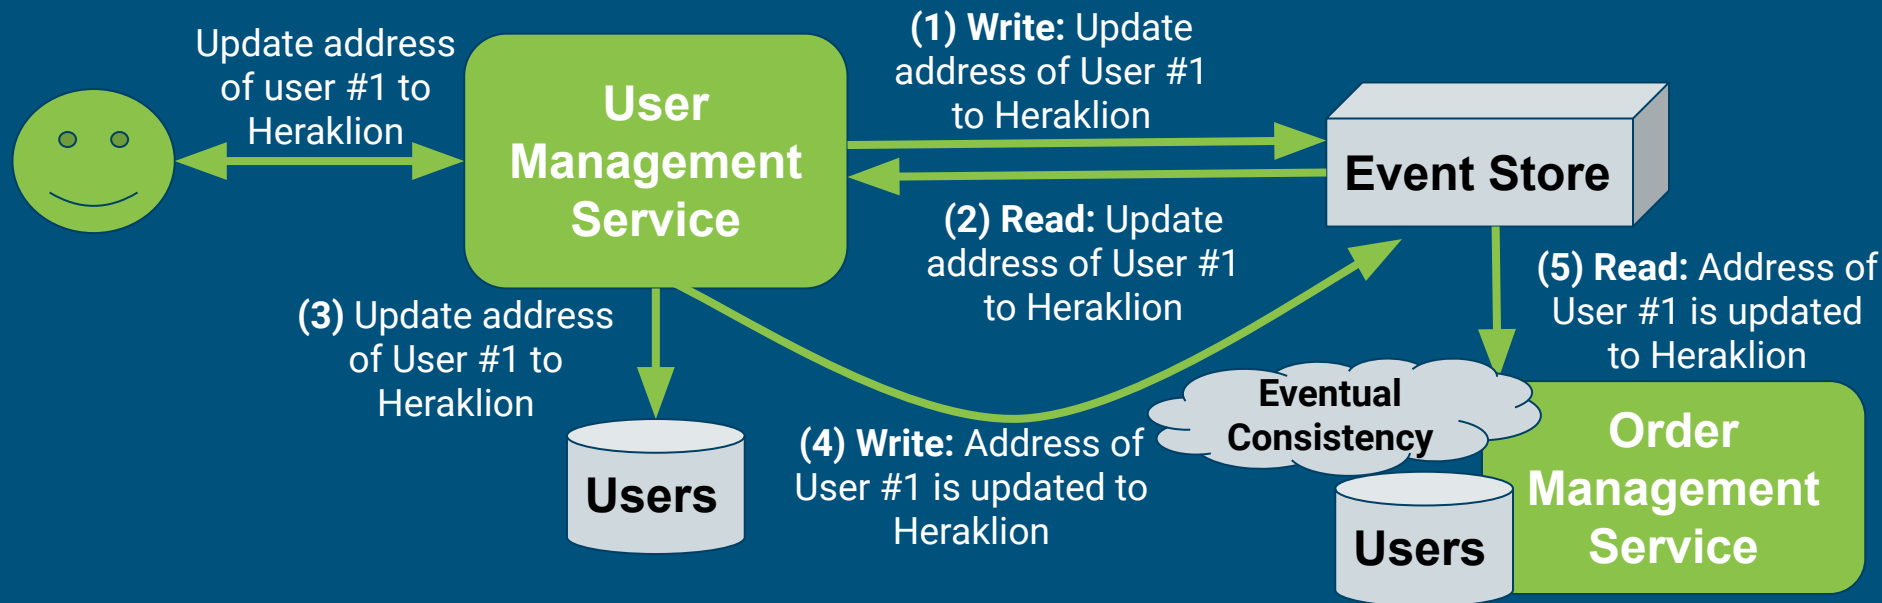 Update address
of user #1 to
Heraklion
User
Management
Service
(1) Write: Update
address of User #1
to Heraklion
Event Store
(2) Read: Update
address of User #1
to Heraklion
(3) Update address
of User #1 to
Heraklion
Users
(4) Write: Address of
User #1 is updated to
Heraklion
(5) Read: Address of
User #1 is updated
to Heraklion
Eventual
Consistency
Order
Management
Service
Users